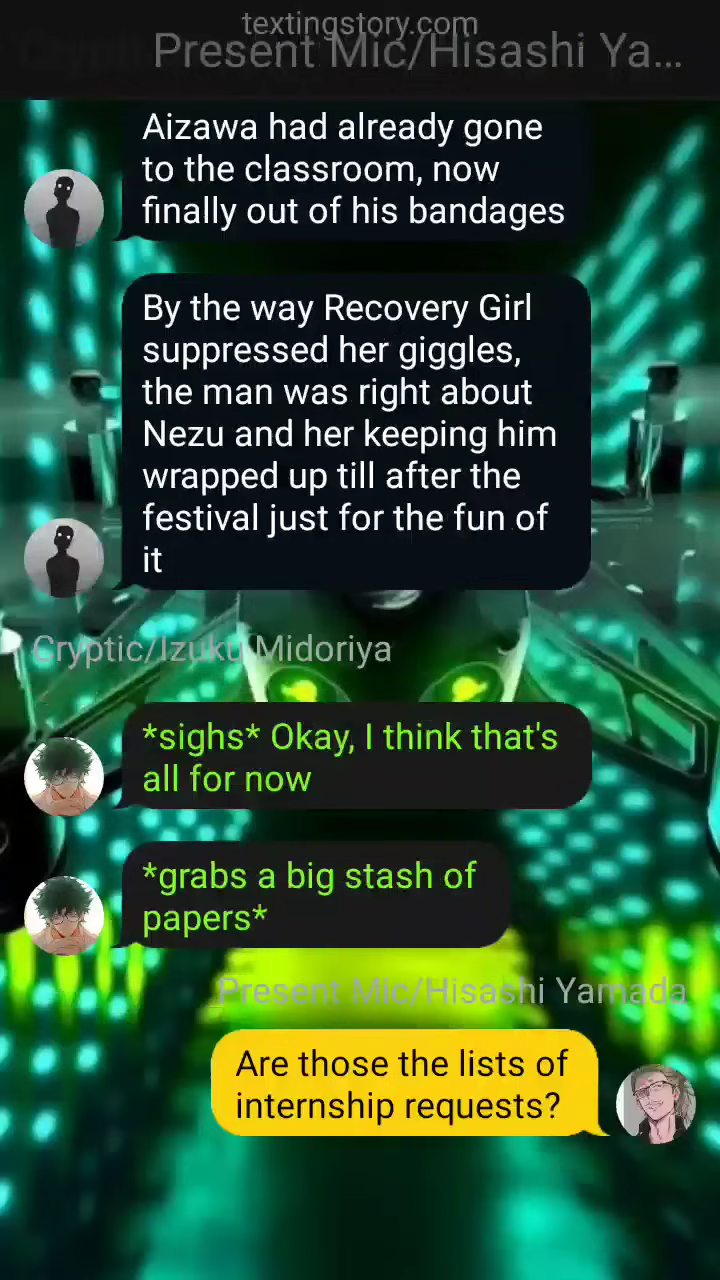 textingstory.com
Present Mic/Hisashi Ya...
Aizawa had already gone
to the classroom, now
finally out of his bandages
By the way Recovery Girl
suppressed her giggles,
the man was right about
Nezu and her keeping him
wrapped up till after the
festival just for the fun of
it
Cryptic/Izuku Midoriya
*sighs* Okay, I think that's
all for now
*grabs a big stash of
papers*
Present Mic/Hisashi Yamada
Are those the lists of
internship requests?